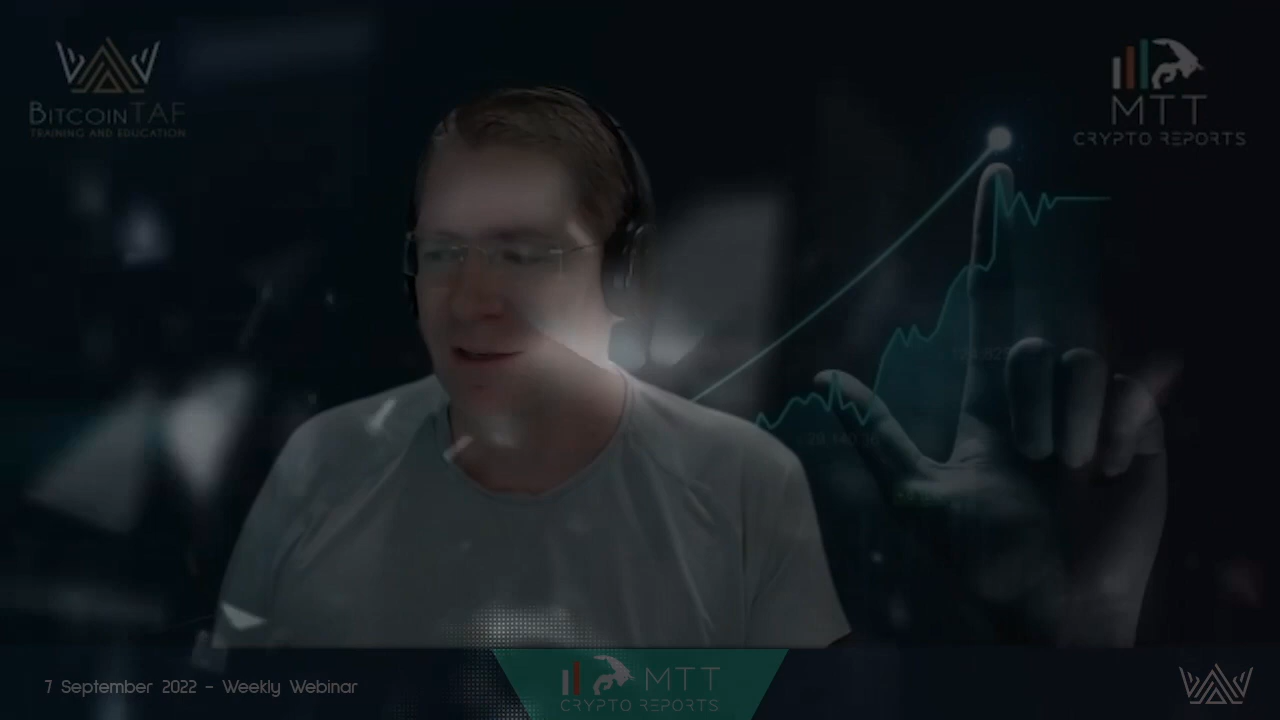 BITCOINTAF
TRAINING AND EDUCATION
MTT
CRYPTO REPORTS
7 September 2022 - Weekly Webinar
MTT
CRYPTO REPORTS